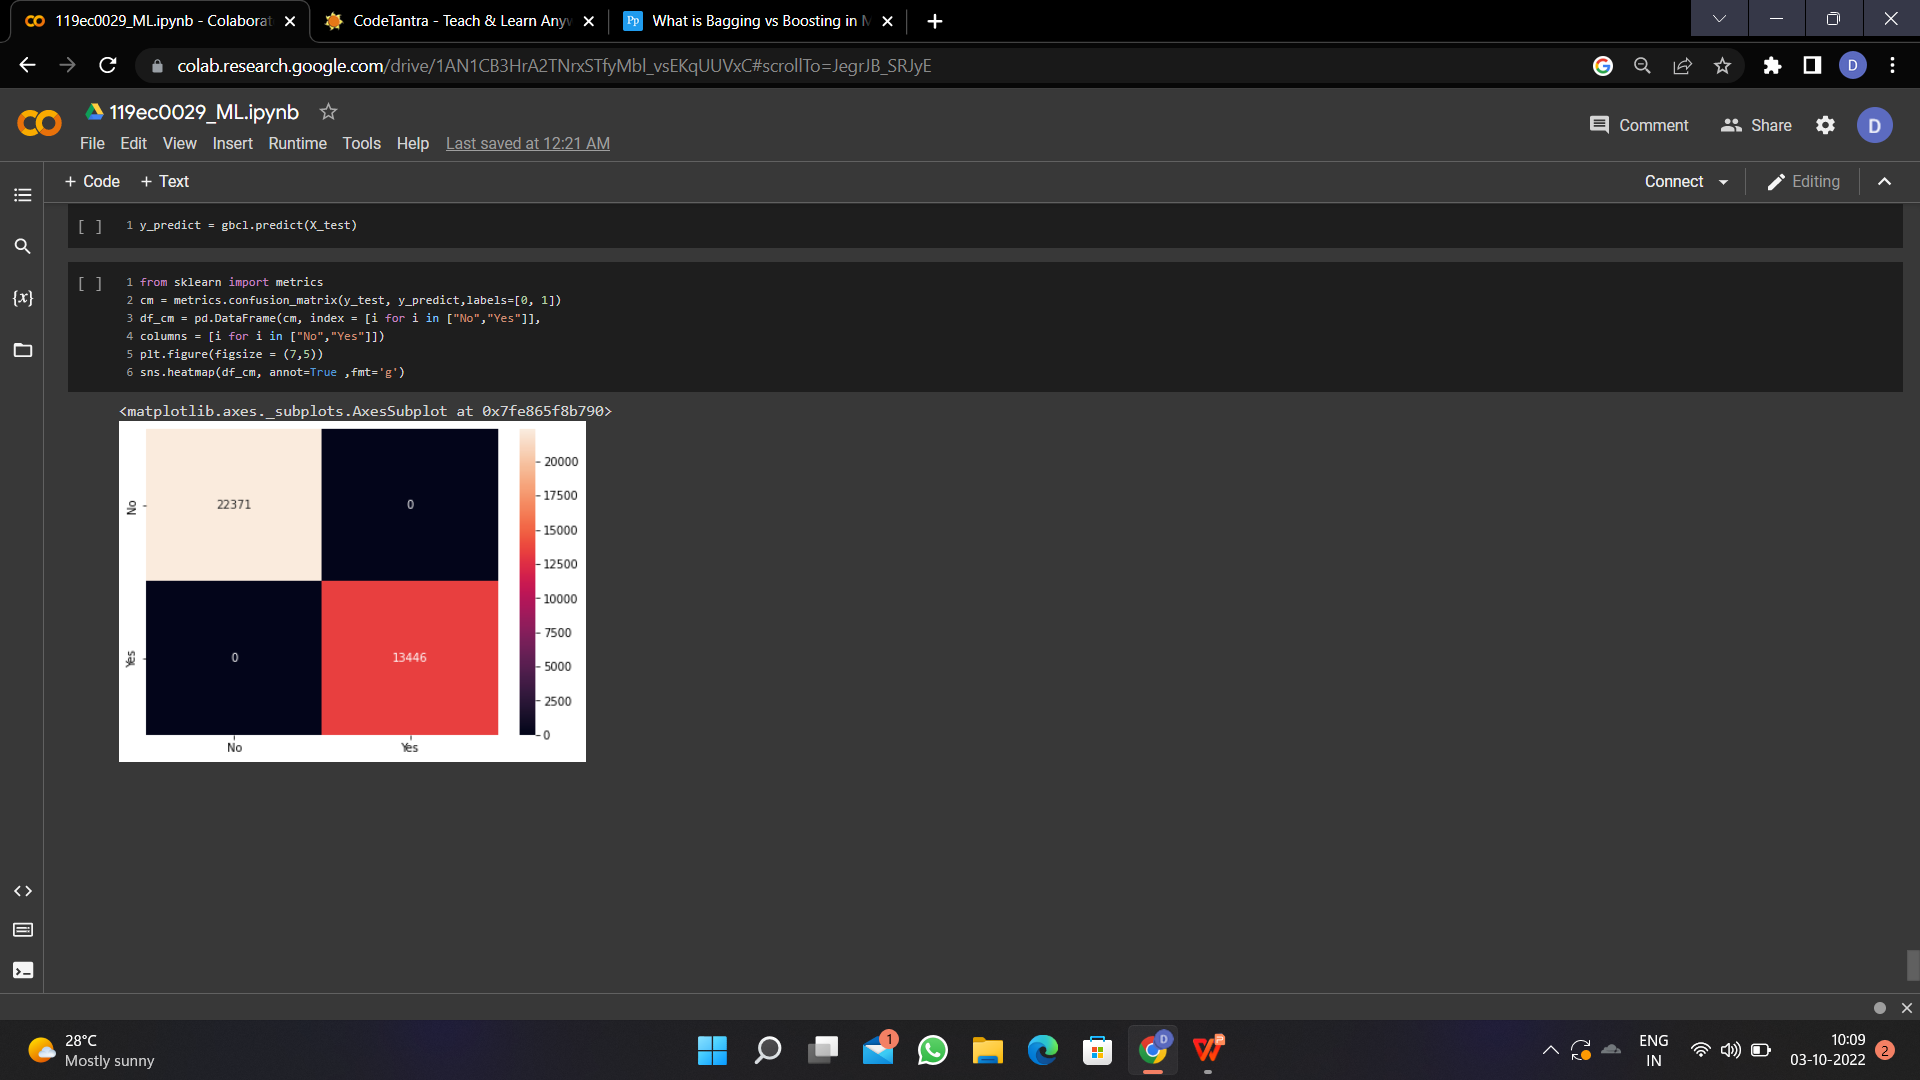 119ec0029_ML.ipynb - Colaborat
CodeTantra - Teach & Learn Anyw
Pp What is Bagging vs Boosting in M
colab.research.google.com/drive/1AN1CB3HrA2TNrxSTfyMbl_vsEKqUUVxC#scrollTo=JegrJB_SRJyE
D
119ec0029_ML.ipynb
Comment Share D
File Edit View Insert Runtime Tools Help Last saved at 12:21 AM
+ Code + Text Connect Editing
[ ] 1 y_predict = gbcl.predict(X_test)
{x}
[ ] 1 from sklearn import metrics
2 cm = metrics.confusion_matrix(y_test, y_predict,labels=[0, 1])
3 df_cm = pd.DataFrame(cm, index = [i for i in ["No","Yes"]],
4 columns = [i for i in ["No","Yes"]])
5 plt.figure(figsize = (7,5))
6 sns.heatmap(df_cm, annot=True ,fmt='g')
<matplotlib.axes._subplots.AxesSubplot at 0x7fe865f8b790>
No 22371 0
Yes 0 13446
No Yes
20000
17500
15000
12500
10000
7500
5000
2500
0
28°C
Mostly sunny
1
D
P
ENG
IN
10:09
03-10-2022
2